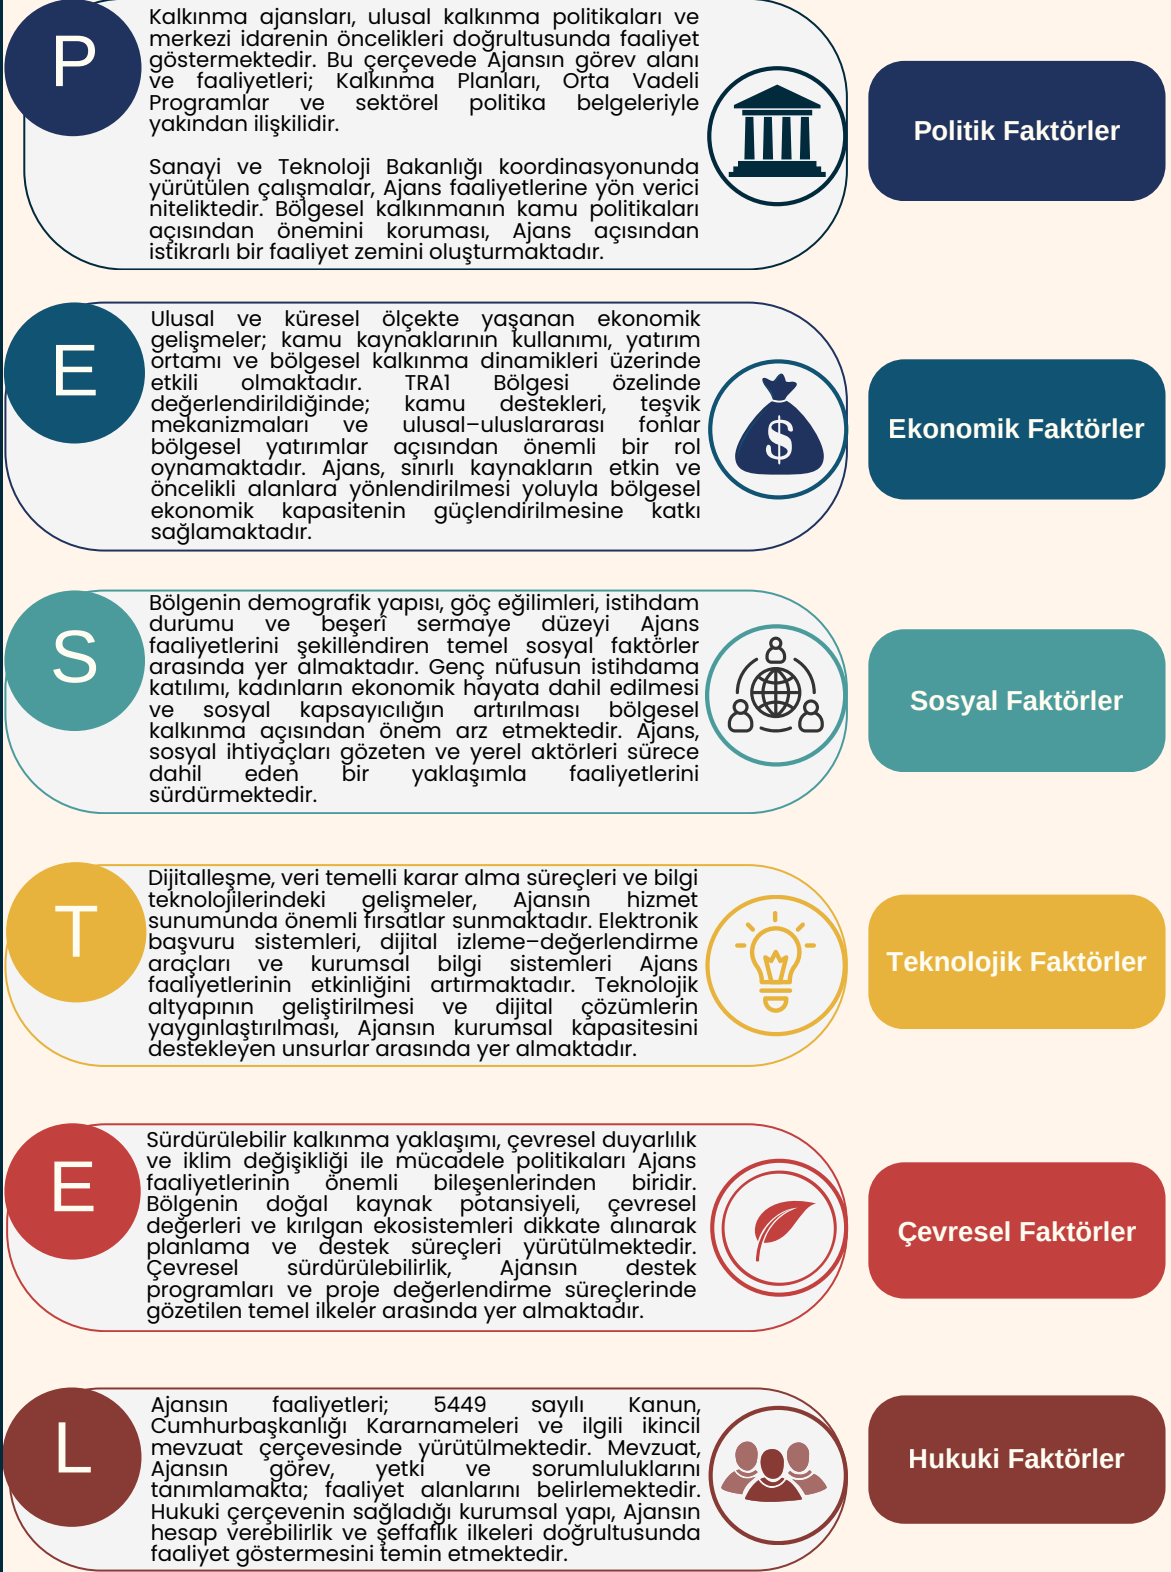 P
Kalkınma ajansları, ulusal kalkınma politikaları ve
merkezi idarenin öncelikleri doğrultusunda faaliyet
göstermektedir. Bu çerçevede Ajansın görev alanı
ve faaliyetleri; Kalkınma Planları, Orta Vadeli
Programlar ve sektörel politika belgeleriyle
yakından ilişkilidir.
Sanayi ve Teknoloji Bakanlığı koordinasyonunda
yürütülen çalışmalar, Ajans faaliyetlerine yön verici
niteliktedir. Bölgesel kalkınmanın kamu politikaları
açısından önemini koruması, Ajans açısından
istikrarlı bir faaliyet zemini oluşturmaktadır.
Politik Faktörler
E
Ulusal ve küresel ölçekte yaşanan ekonomik
gelişmeler; kamu kaynaklarının kullanımı, yatırım
ortamı ve bölgesel kalkınma dinamikleri üzerinde
etkili olmaktadır. TRA1 Bölgesi özelinde
değerlendirildiğinde; kamu destekleri, teşvik
mekanizmaları ve ulusal–uluslararası fonlar
bölgesel yatırımlar açısından önemli bir rol
oynamaktadır. Ajans, sınırlı kaynakların etkin ve
öncelikli alanlara yönlendirilmesi yoluyla bölgesel
ekonomik kapasitenin güçlendirilmesine katkı
sağlamaktadır.
$
Ekonomik Faktörler
S
Bölgenin demografik yapısı, göç eğilimleri, istihdam
durumu ve beşerî sermaye düzeyi Ajans
faaliyetlerini şekillendiren temel sosyal faktörler
arasında yer almaktadır. Genç nüfusun istihdama
katılımı, kadınların ekonomik hayata dahil edilmesi
ve sosyal kapsayıcılığın artırılması bölgesel
kalkınma açısından önem arz etmektedir. Ajans,
sosyal ihtiyaçları gözeten ve yerel aktörleri sürece
dahil eden bir yaklaşımla faaliyetlerini
sürdürmektedir.
Sosyal Faktörler
T
Dijitalleşme, veri temelli karar alma süreçleri ve bilgi
teknolojilerindeki gelişmeler, Ajansın hizmet
sunumunda önemli fırsatlar sunmaktadır. Elektronik
başvuru sistemleri, dijital izleme–değerlendirme
araçları ve kurumsal bilgi sistemleri Ajans
faaliyetlerinin etkinliğini artırmaktadır. Teknolojik
altyapının geliştirilmesi ve dijital çözümlerin
yaygınlaştırılması, Ajansın kurumsal kapasitesini
destekleyen unsurlar arasında yer almaktadır.
Teknolojik Faktörler
E
Sürdürülebilir kalkınma yaklaşımı, çevresel duyarlılık
ve iklim değişikliği ile mücadele politikaları Ajans
faaliyetlerinin önemli bileşenlerinden biridir.
Bölgenin doğal kaynak potansiyeli, çevresel
değerleri ve kırılgan ekosistemleri dikkate alınarak
planlama ve destek süreçleri yürütülmektedir.
Çevresel sürdürülebilirlik, Ajansın destek
programları ve proje değerlendirme süreçlerinde
gözetilen temel ilkeler arasında yer almaktadır.
Çevresel Faktörler
L
Ajansın faaliyetleri; 5449 sayılı Kanun,
Cumhurbaşkanlığı Kararnameleri ve ilgili ikincil
mevzuat çerçevesinde yürütülmektedir. Mevzuat,
Ajansın görev, yetki ve sorumluluklarını
tanımlamakta; faaliyet alanlarını belirlemektedir.
Hukuki çerçevenin sağladığı kurumsal yapı, Ajansın
hesap verebilirlik ve şeffaflık ilkeleri doğrultusunda
faaliyet göstermesini temin etmektedir.
Hukuki Faktörler